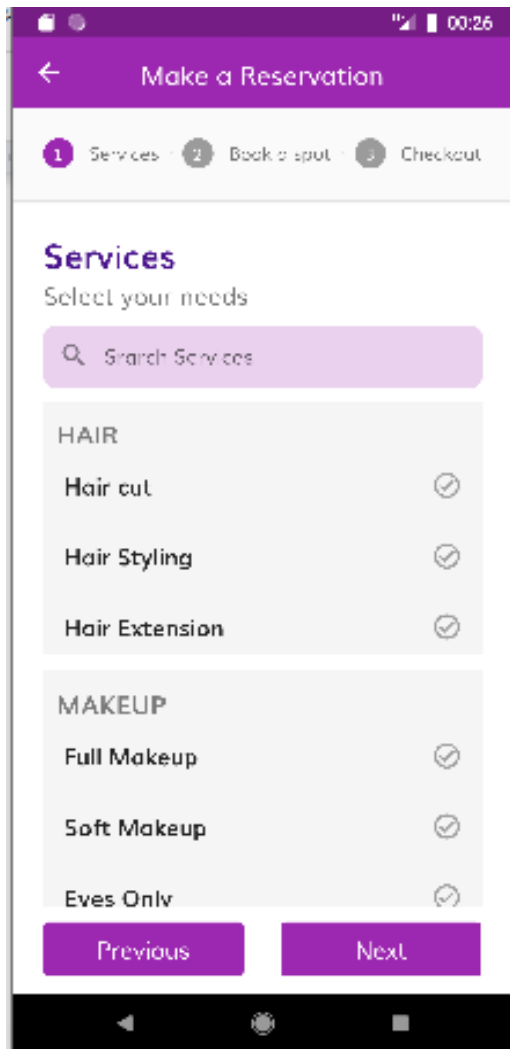 00:26
Make a Reservation
1 Services 2 Book a spot 3 Checkout
Services
Select your needs
Srarch Services
HAIR
Hair cut
Hair Styling
Hair Extension
MAKEUP
Full Makeup
Soft Makeup
Eyes Only
Previous Next